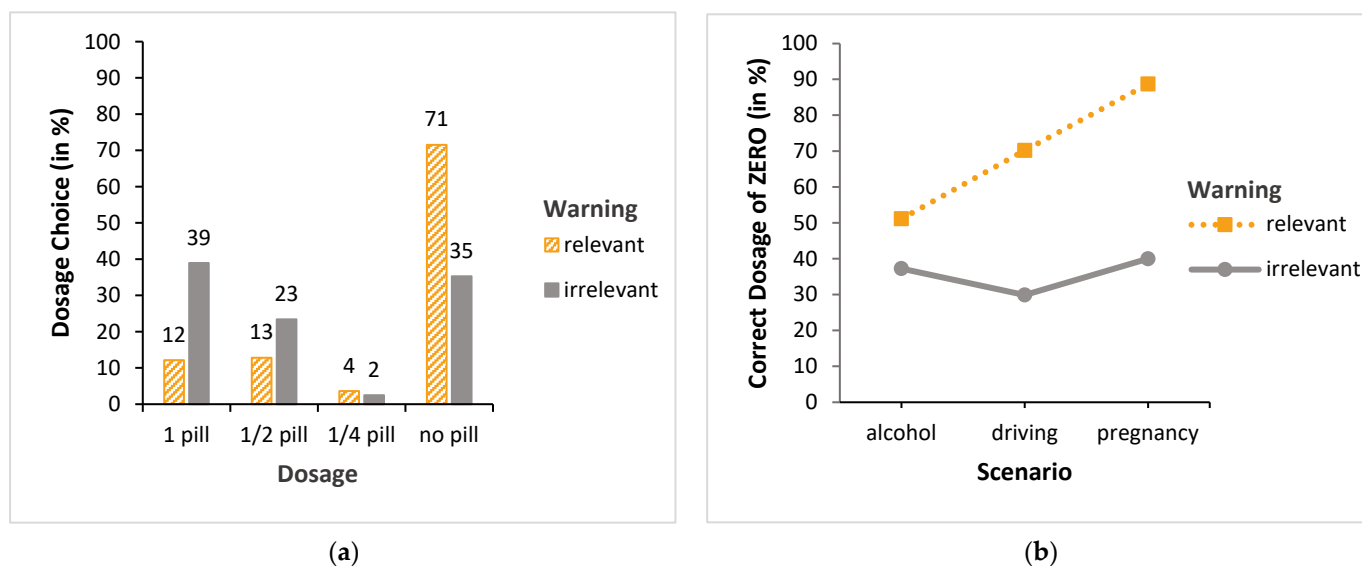 Dosage Choice (in %)
100
90
80
70
60
50
40
30
20
10
0
12
39
13
23
4
2
71
35
1 pill
1/2 pill
1/4 pill
no pill
Dosage
Warning
relevant
irrelevant
(a)
Correct Dosage of ZERO (in %)
100
90
80
70
60
50
40
30
20
10
0
alcohol
driving
pregnancy
Scenario
Warning
relevant
irrelevant
(b)